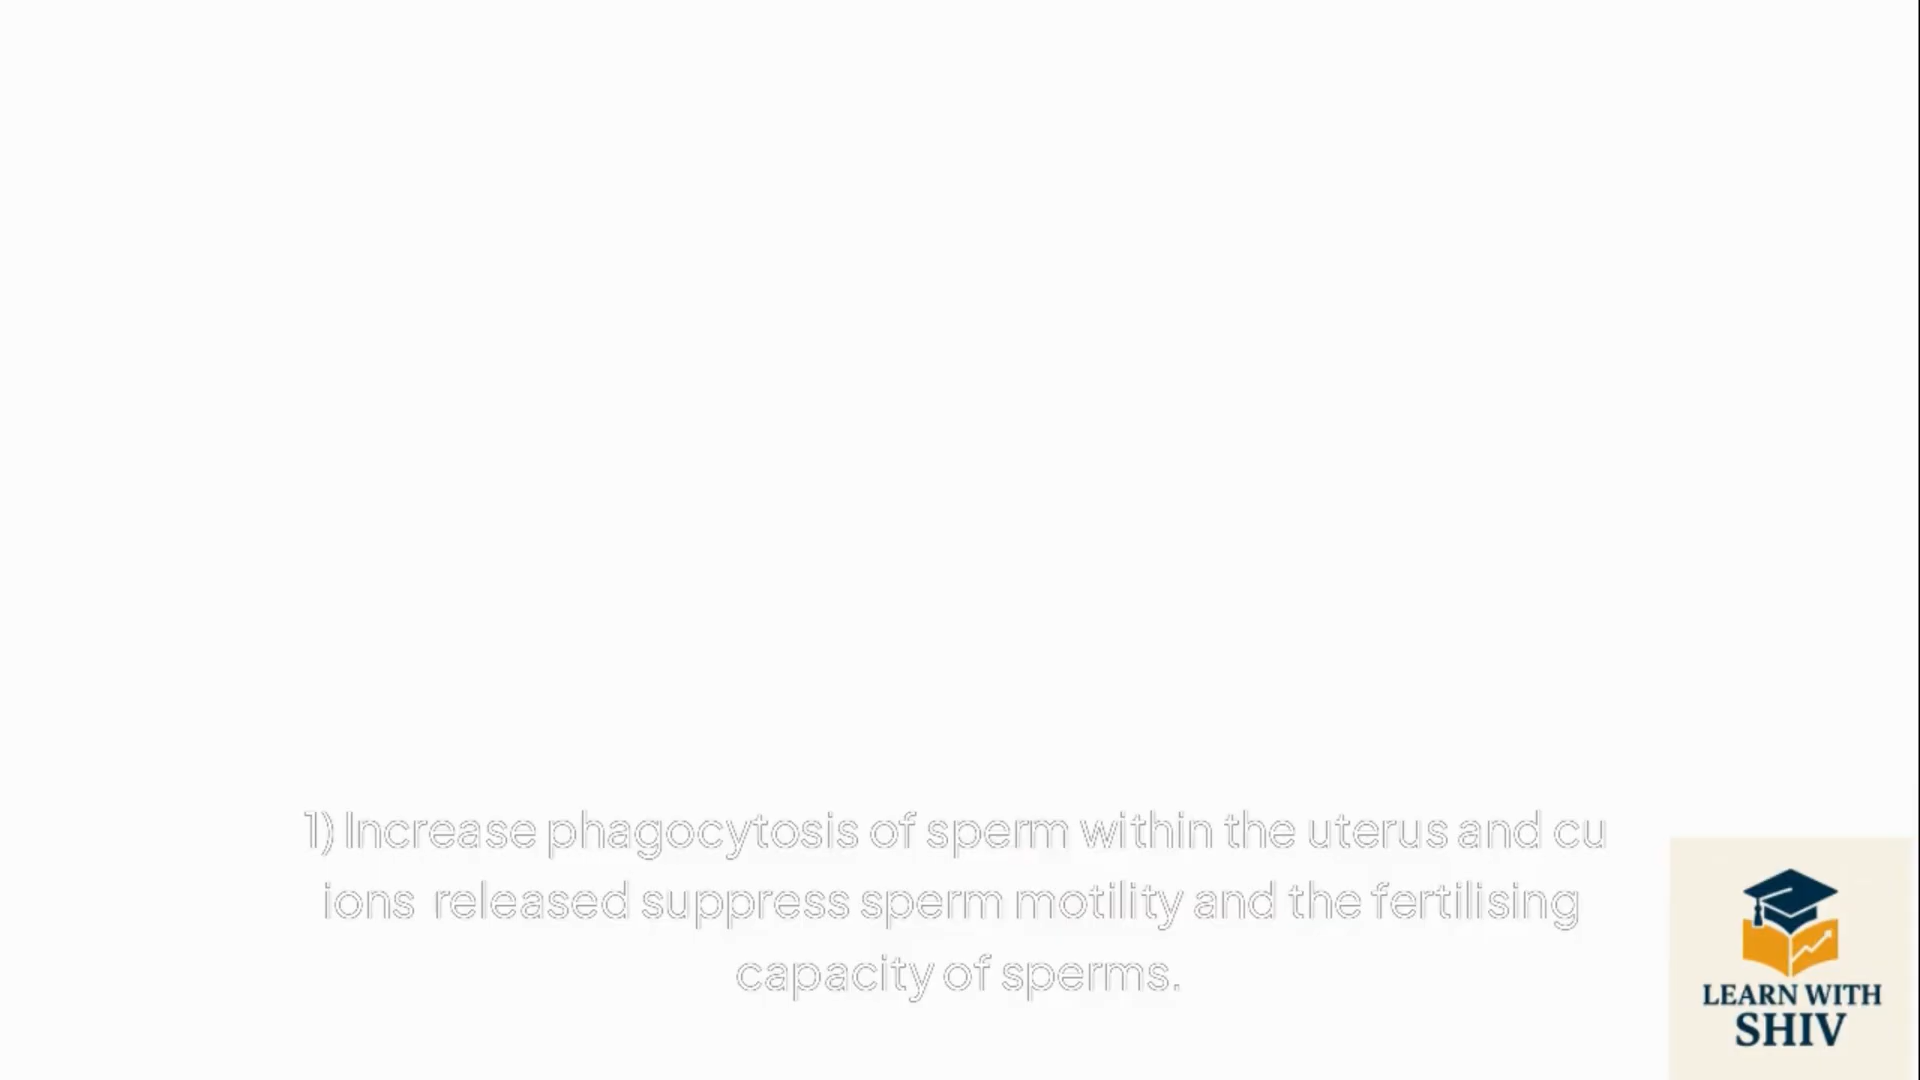 1) Increase phagocytosis of sperm within the uterus and cu
ions released suppress sperm motility and the fertilising
capacity of sperms.
LEARN WITH
SHIV